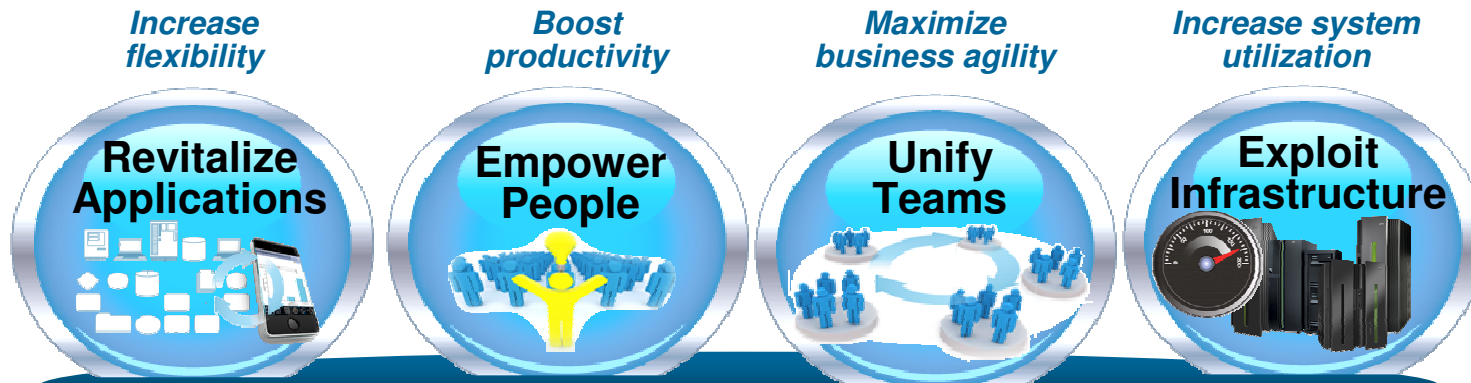 Increase
flexibility
Boost
productivity
Maximize
business agility
Increase system
utilization
Revitalize
Applications
Empower
People
Unify
Teams
Exploit
Infrastructure